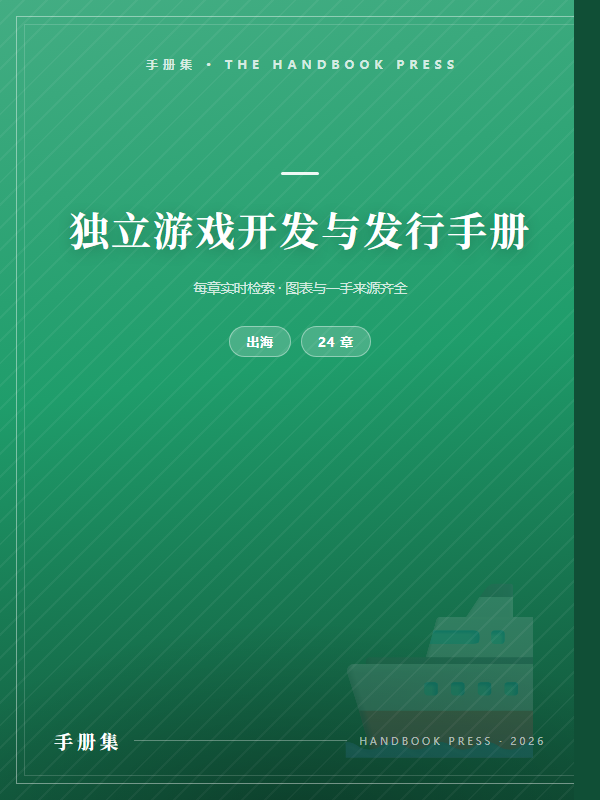 手册集 • THE HANDBOOK PRESS
独立游戏开发与发行手册
每章实时检索 · 图表与一手来源齐全
出海
24 章
手册集
HANDBOOK PRESS · 2026